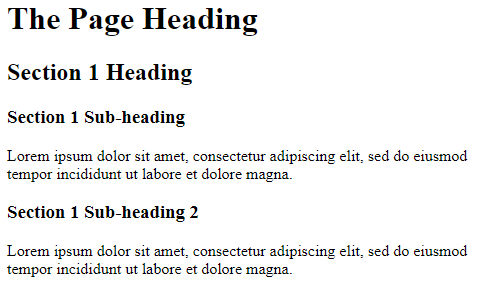 The Page Heading
Section 1 Heading
Section 1 Sub-heading
Lorem ipsum dolor sit amet, consectetur adipiscing elit, sed do eiusmod
tempor incididunt ut labore et dolore magna.
Section 1 Sub-heading 2
Lorem ipsum dolor sit amet, consectetur adipiscing elit, sed do eiusmod
tempor incididunt ut labore et dolore magna.